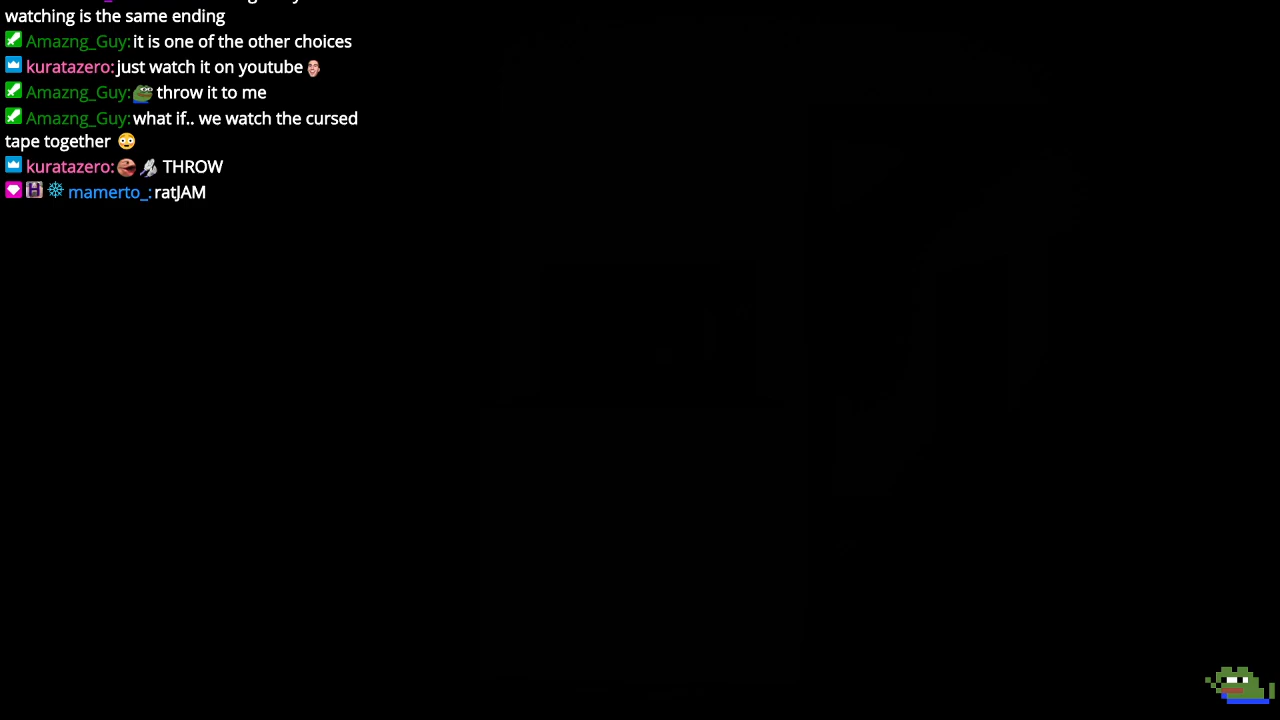 watching is the same ending
Amazng_Guy: it is one of the other choices
kuratazero: just watch it on youtube
Amazng_Guy: throw it to me
Amazng_Guy: what if.. we watch the cursed
tape together
kuratazero: THROW
mamerto_: ratJAM